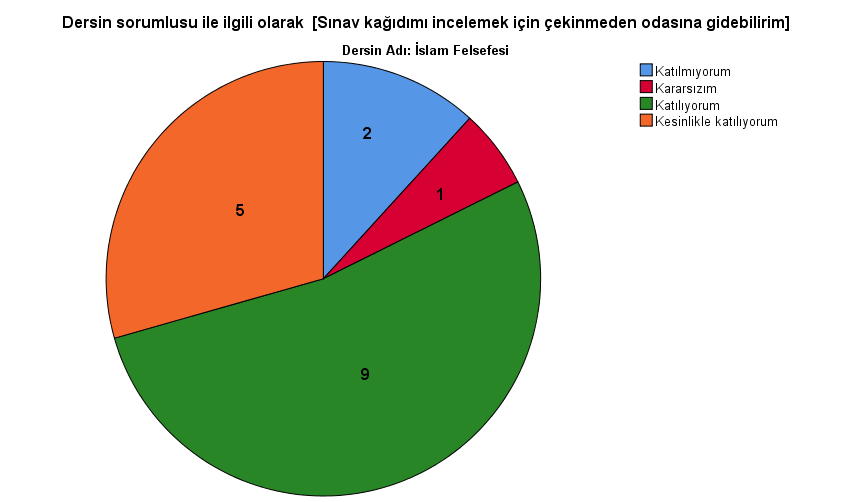 Dersin sorumlusu ile ilgili olarak [Sınav kağıdımı incelemek için çekinmeden odasına gidebilirim]
Dersin Adı: İslam Felsefesi
Katılmıyorum
Kararsızım
Katılıyorum
Kesinlikle katılıyorum
2
1
5
9